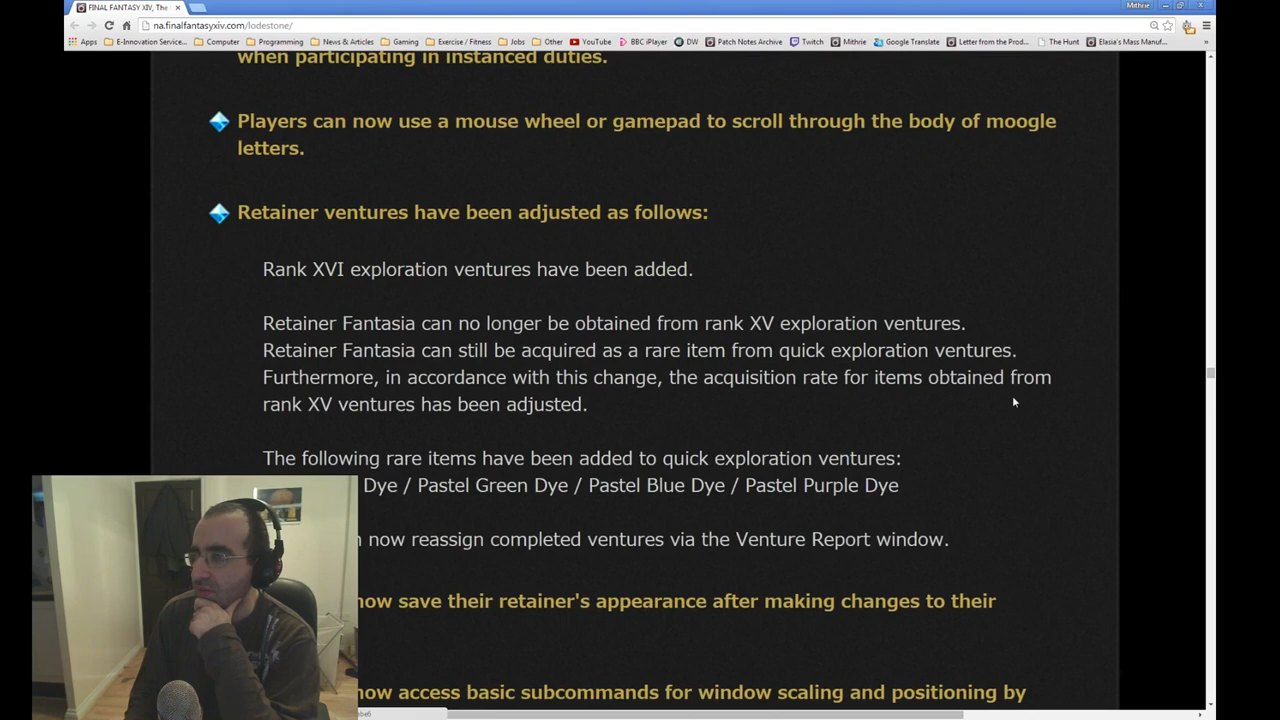 FINAL FANTASY XIV, The
Mithrie
na.finalfantasyxiv.com/lodestone/
Apps E-Innovation Service... Computer Programming News & Articles Gaming Exercise / Fitness Jobs Other YouTube BBC iPlayer DW Patch Notes Archive Twitch Mithrie Google Translate Letter from the Prod... The Hunt Elasia's Mass Manuf... »
when participating in instanced duties.
Players can now use a mouse wheel or gamepad to scroll through the body of moogle
letters.
Retainer ventures have been adjusted as follows:
Rank XVI exploration ventures have been added.
Retainer Fantasia can no longer be obtained from rank XV exploration ventures.
Retainer Fantasia can still be acquired as a rare item from quick exploration ventures.
Furthermore, in accordance with this change, the acquisition rate for items obtained from
rank XV ventures has been adjusted.
The following rare items have been added to quick exploration ventures:
Dye / Pastel Green Dye / Pastel Blue Dye / Pastel Purple Dye
now reassign completed ventures via the Venture Report window.
now save their retainer's appearance after making changes to their
now access basic subcommands for window scaling and positioning by